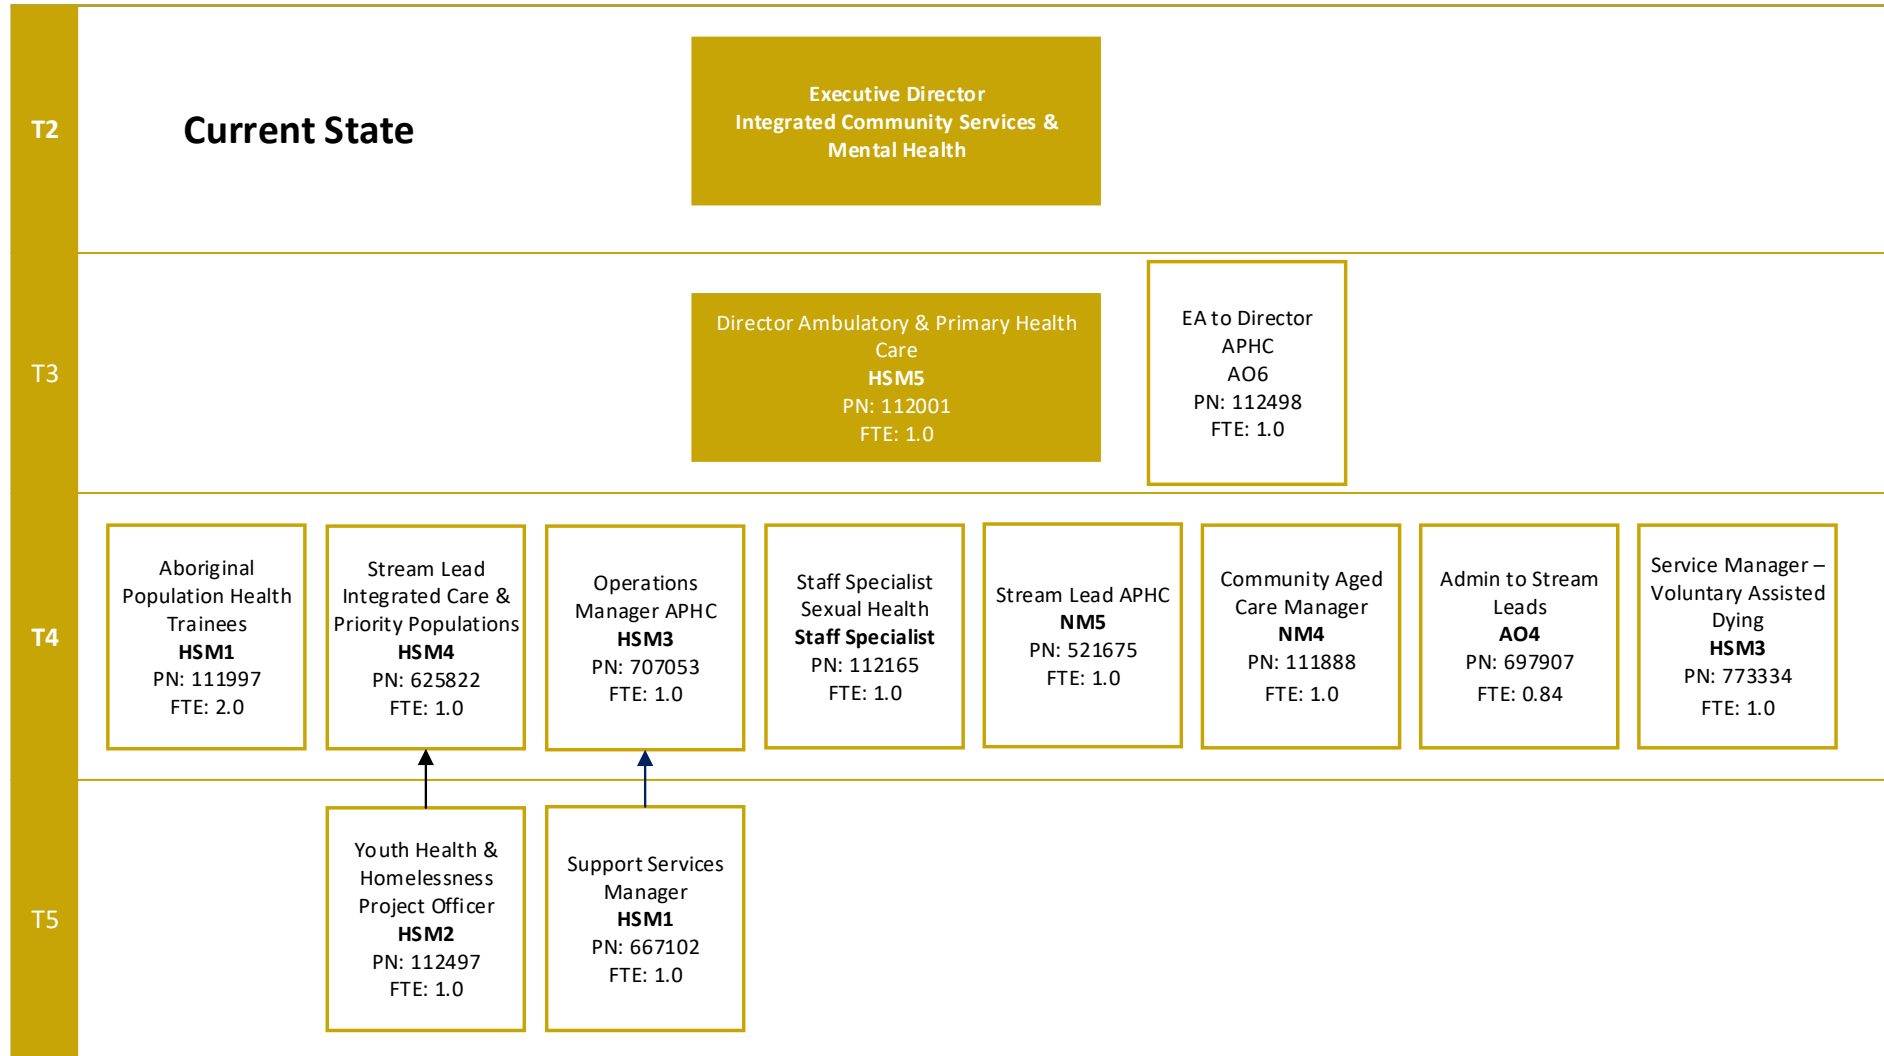 T2
Current State
Executive Director
Integrated Community Services &
Mental Health
T3
Director Ambulatory & Primary Health
Care
HSM5
PN: 112001
FTE: 1.0
EA to Director
APHC
AO6
PN: 112498
FTE: 1.0
T4
Aboriginal
Population Health
Trainees
HSM1
PN: 111997
FTE: 2.0
Stream Lead
Integrated Care &
Priority Populations
HSM4
PN: 625822
FTE: 1.0
Operations
Manager APHC
HSM3
PN: 707053
FTE: 1.0
Staff Specialist
Sexual Health
Staff Specialist
PN: 112165
FTE: 1.0
Stream Lead APHC
NM5
PN: 521675
FTE: 1.0
Community Aged
Care Manager
NM4
PN: 111888
FTE: 1.0
Admin to Stream
Leads
AO4
PN: 697907
FTE: 0.84
Service Manager –
Voluntary Assisted
Dying
HSM3
PN: 773334
FTE: 1.0
T5
Youth Health &
Homelessness
Project Officer
HSM2
PN: 112497
FTE: 1.0
Support Services
Manager
HSM1
PN: 667102
FTE: 1.0